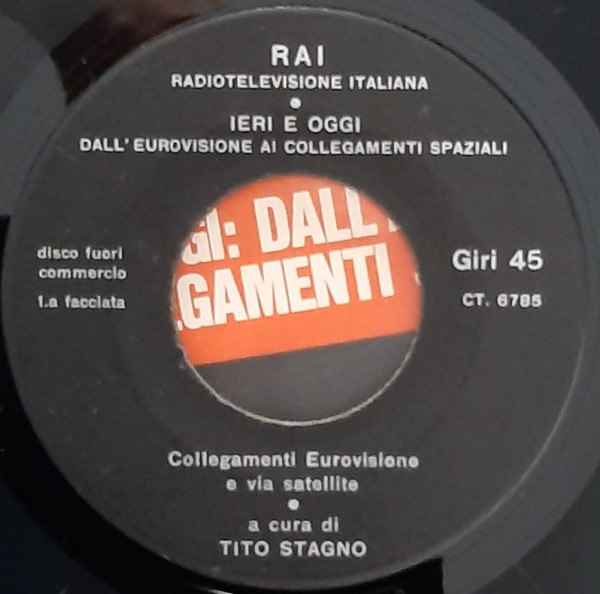 RAI
RADIOTELEVISIONE ITALIANA
IERI E OGGI
DALL'EUROVISIONE AI COLLEGAMENTI SPAZIALI
disco fuori
commercio
1.a facciata
GI: DALL'
GAMENTI
Giri 45
CT. 6785
Collegamenti Eurovisione
e via satellite
a cura di
TITO STAGNO